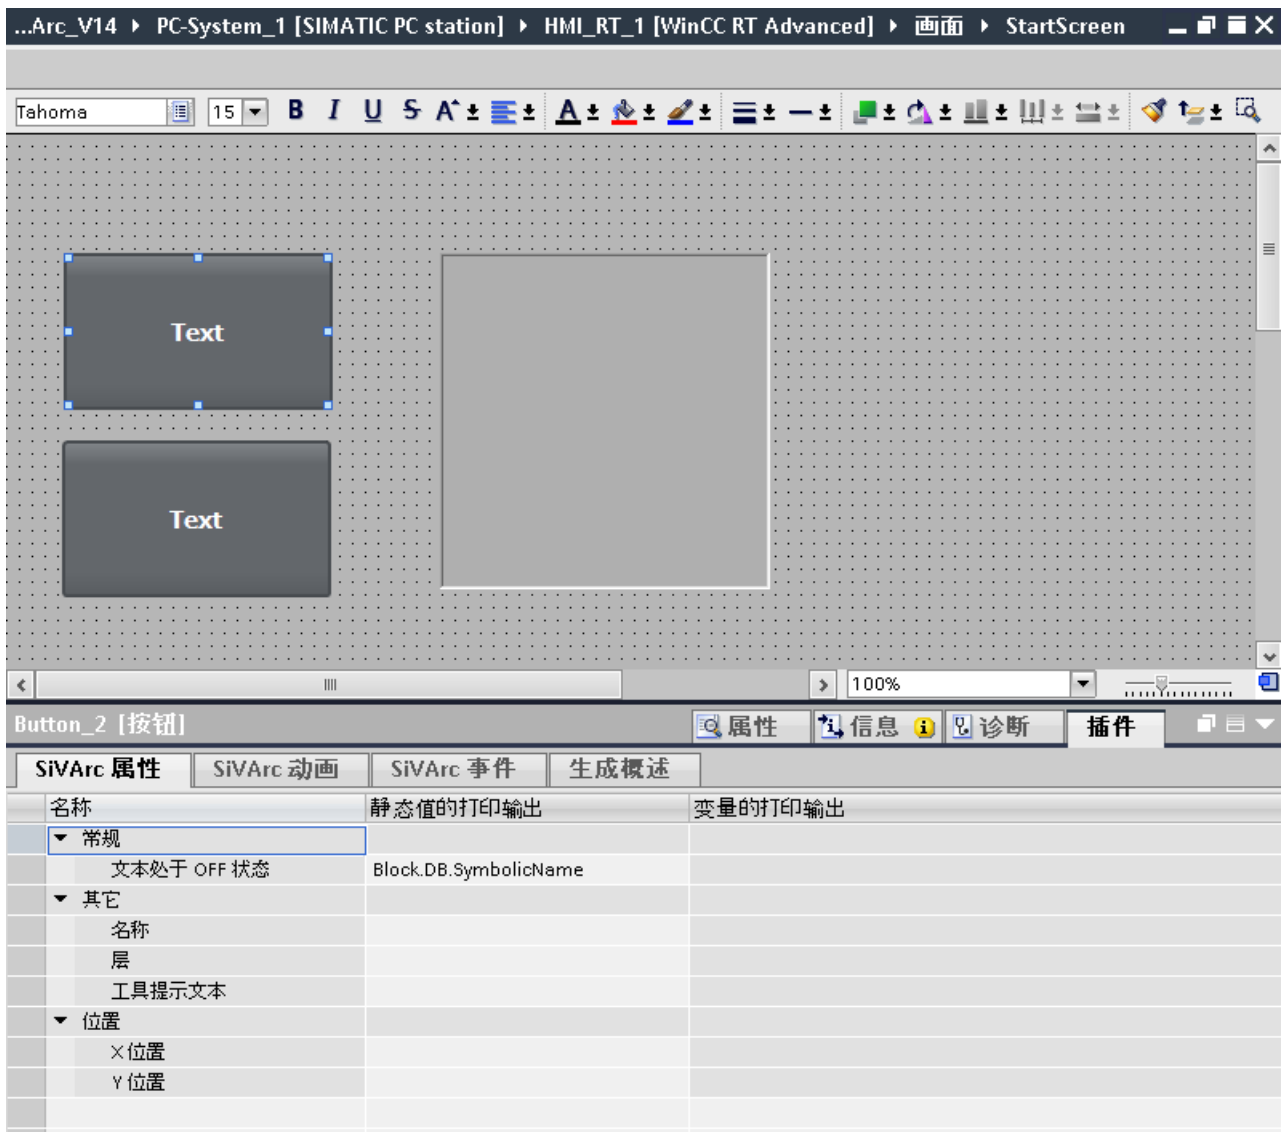 ...Arc_V14 ▸ PC-System_1 [SIMATIC PC station] ▸ HMI_RT_1 [WinCC RT Advanced] ▸ 画面 ▸ StartScreen
Tahoma 15 B I U S A A
Text
Text
100%
Button_2 [按钮] 属性 信息 诊断 插件
SiVArc 属性 SiVArc 动画 SiVArc 事件 生成概述
名称 静态值的打印输出 变量的打印输出
常规
文本处于 OFF 状态 Block.DB.SymbolicName
其它
名称
层
工具提示文本
位置
X 位置
Y 位置